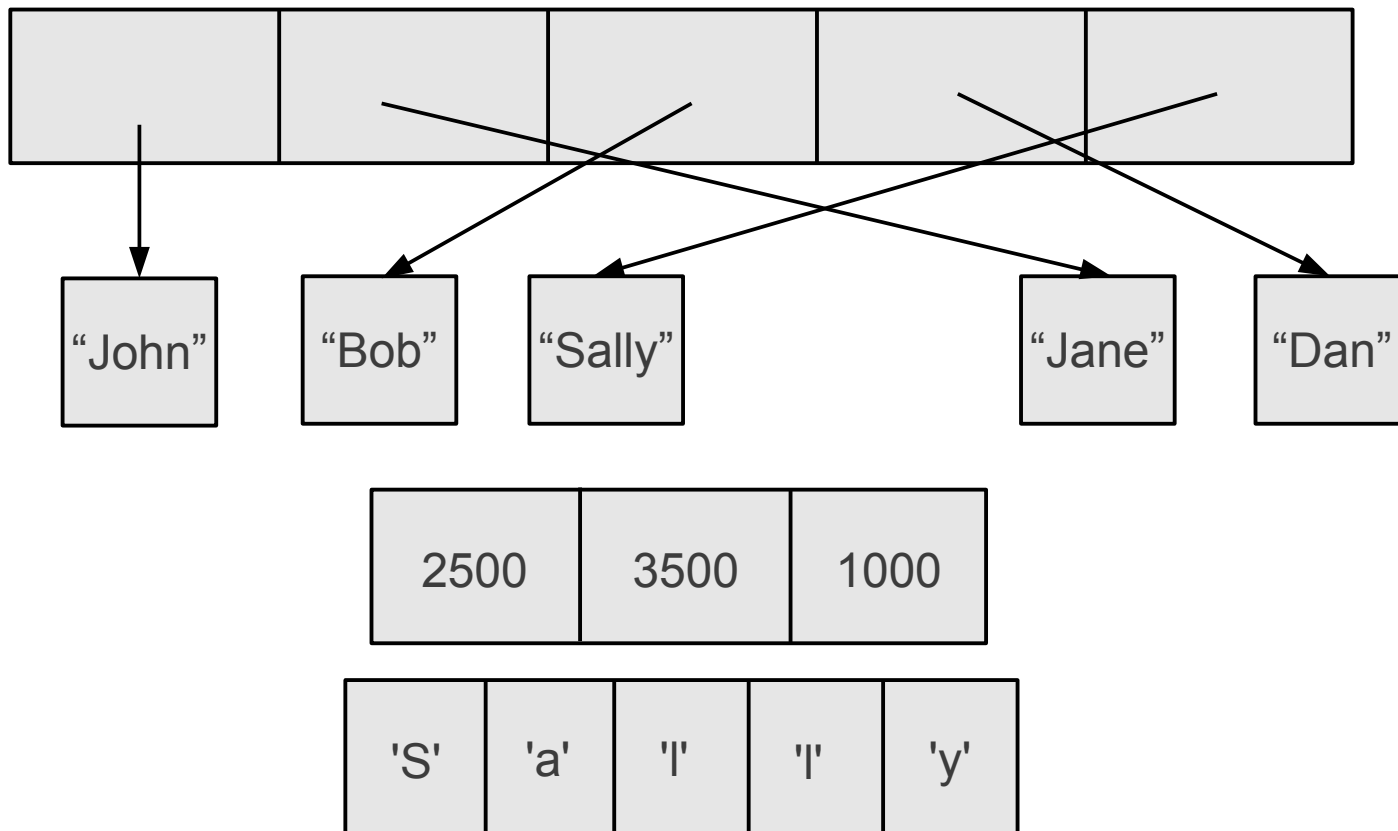 “John” “Bob” “Sally” “Jane” “Dan”
2500 3500 1000
'S' 'a' 'l' 'l' 'y'